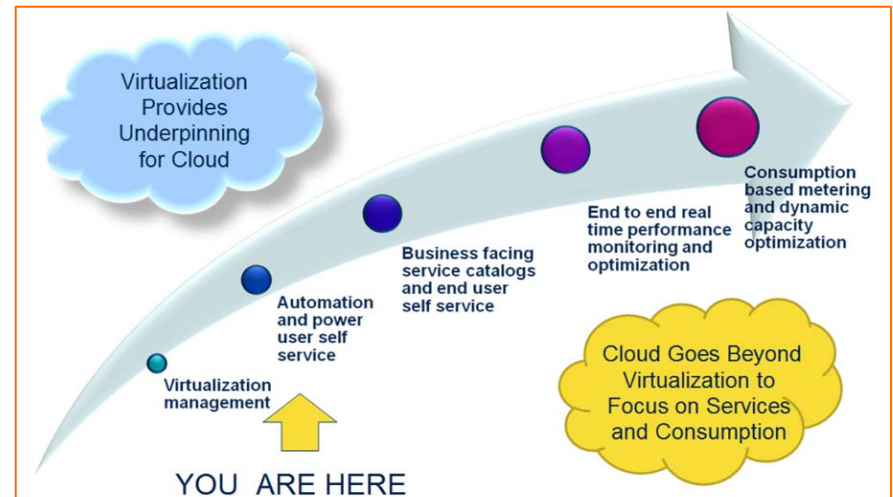 Virtualization
Provides
Underpinning
for Cloud
Virtualization
management
Automation
and power
user self
service
Business facing
service catalogs
and end user
self service
End to end real
time performance
monitoring and
optimization
Consumption
based metering
and dynamic
capacity
optimization
Cloud Goes Beyond
Virtualization to
Focus on Services
and Consumption
YOU ARE HERE